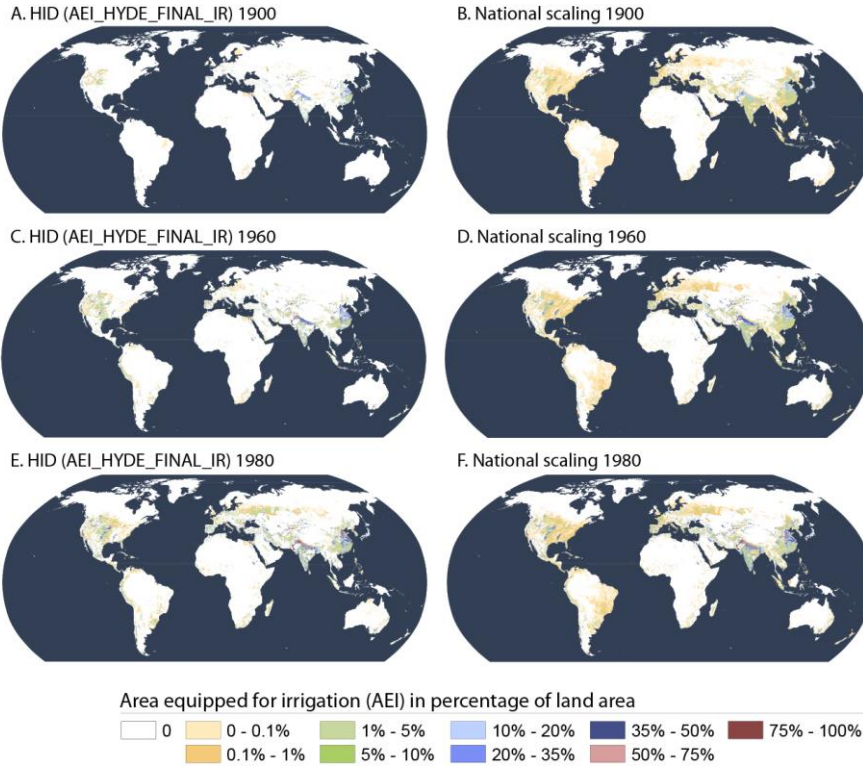 A. HID (AEI_HYDE_FINAL_IR) 1900
B. National scaling 1900
C. HID (AEI_HYDE_FINAL_IR) 1960
D. National scaling 1960
E. HID (AEI_HYDE_FINAL_IR) 1980
F. National scaling 1980
Area equipped for irrigation (AEI) in percentage of land area
0 0 - 0.1% 1% - 5% 10% - 20% 35% - 50% 75% - 100%
0.1% - 1% 5% - 10% 20% - 35% 50% - 75%